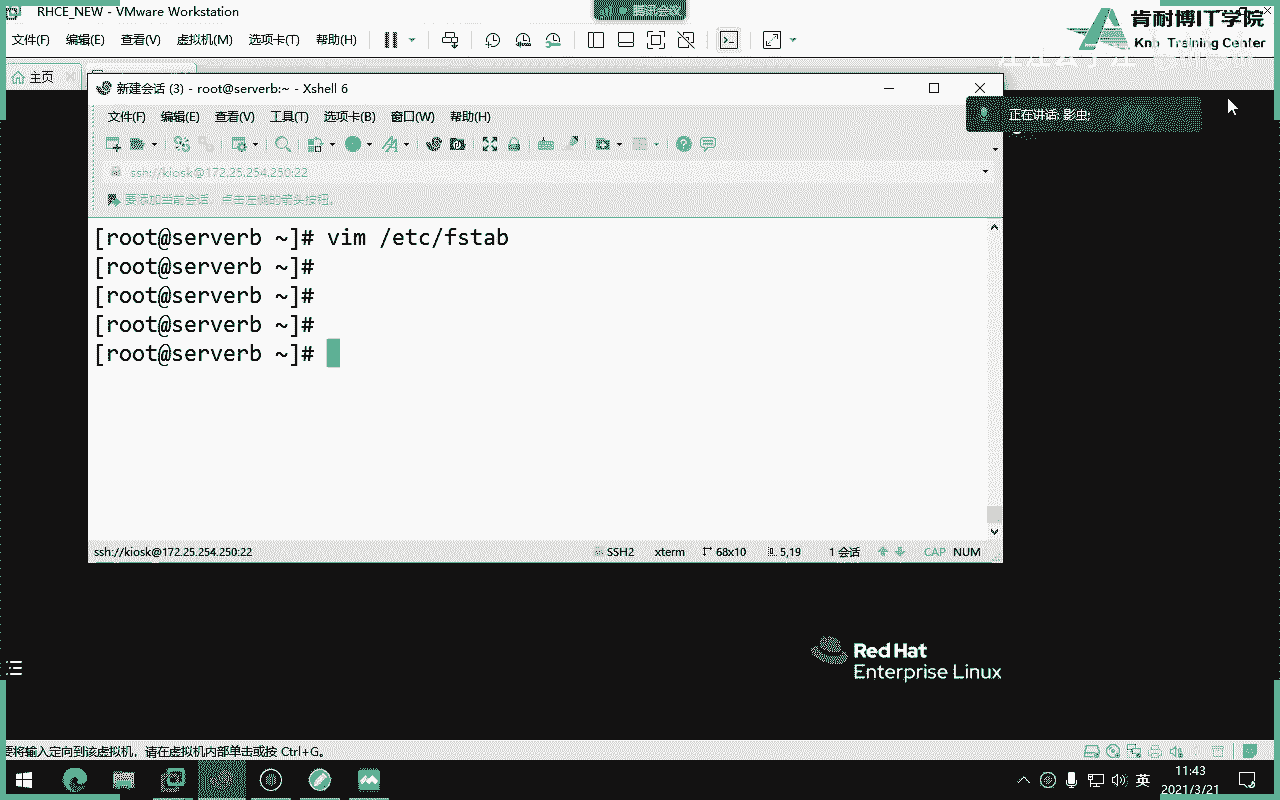 RHCE_NEW - VMware Workstation
腾讯会议
文件(F) 编辑(E) 查看(V) 虚拟机(M) 选项卡(T) 帮助(H)
肯耐博IT学院
Knb Training Center
主页
新建会话 (3) - root@serverb:~ - Xshell 6
正在讲话: 影虫;
文件(F) 编辑(E) 查看(V) 工具(T) 选项卡(B) 窗口(W) 帮助(H)
ssh://kiosk@172.25.254.250:22
要添加当前会话，点击左侧的箭头按钮。
[root@serverb ~]# vim /etc/fstab
[root@serverb ~]#
[root@serverb ~]#
[root@serverb ~]#
[root@serverb ~]#
ssh://kiosk@172.25.254.250:22 SSH2 xterm 68x10 5,19 1 会话 CAP NUM
Red Hat
Enterprise Linux
要将输入定向到该虚拟机，请在虚拟机内部单击或按 Ctrl+G。
英
11:43
2021/3/21